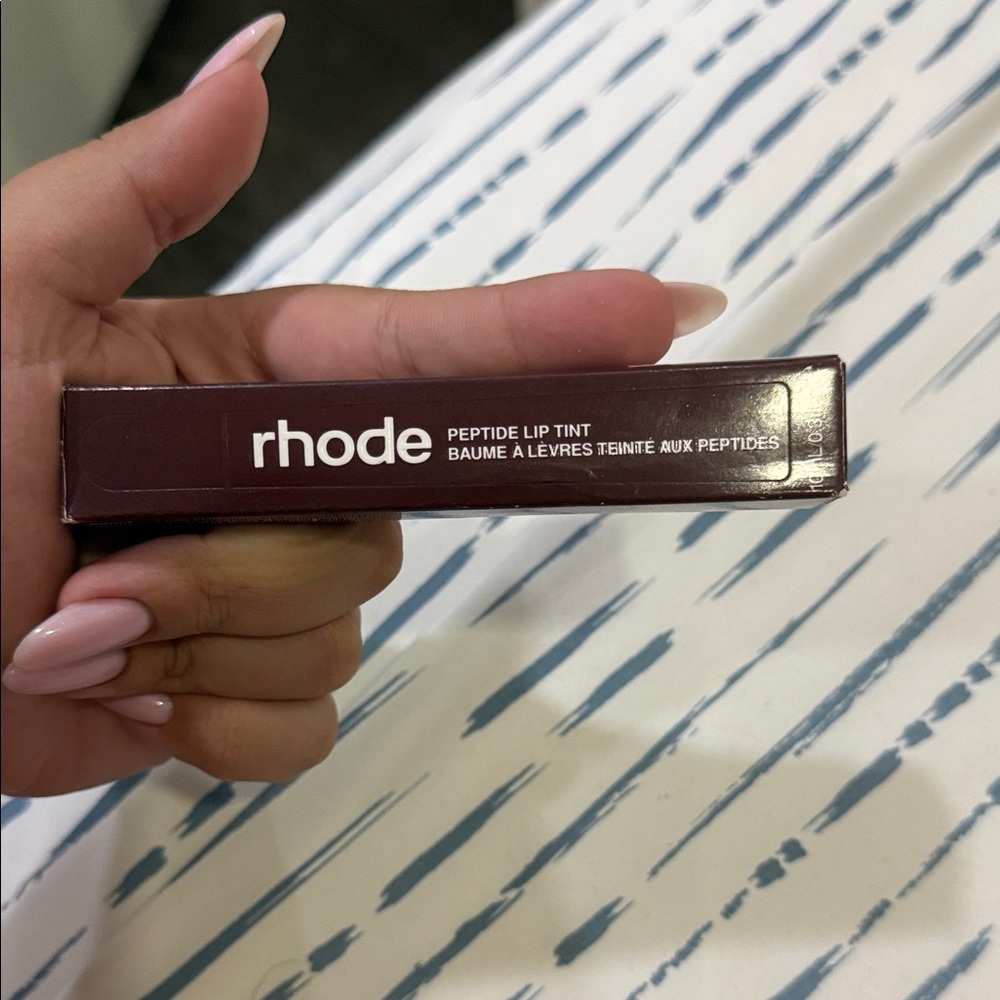 rhode
PEPTIDE LIP TINT
BAUME À LÈVRES TEINTÉ AUX PEPTIDES